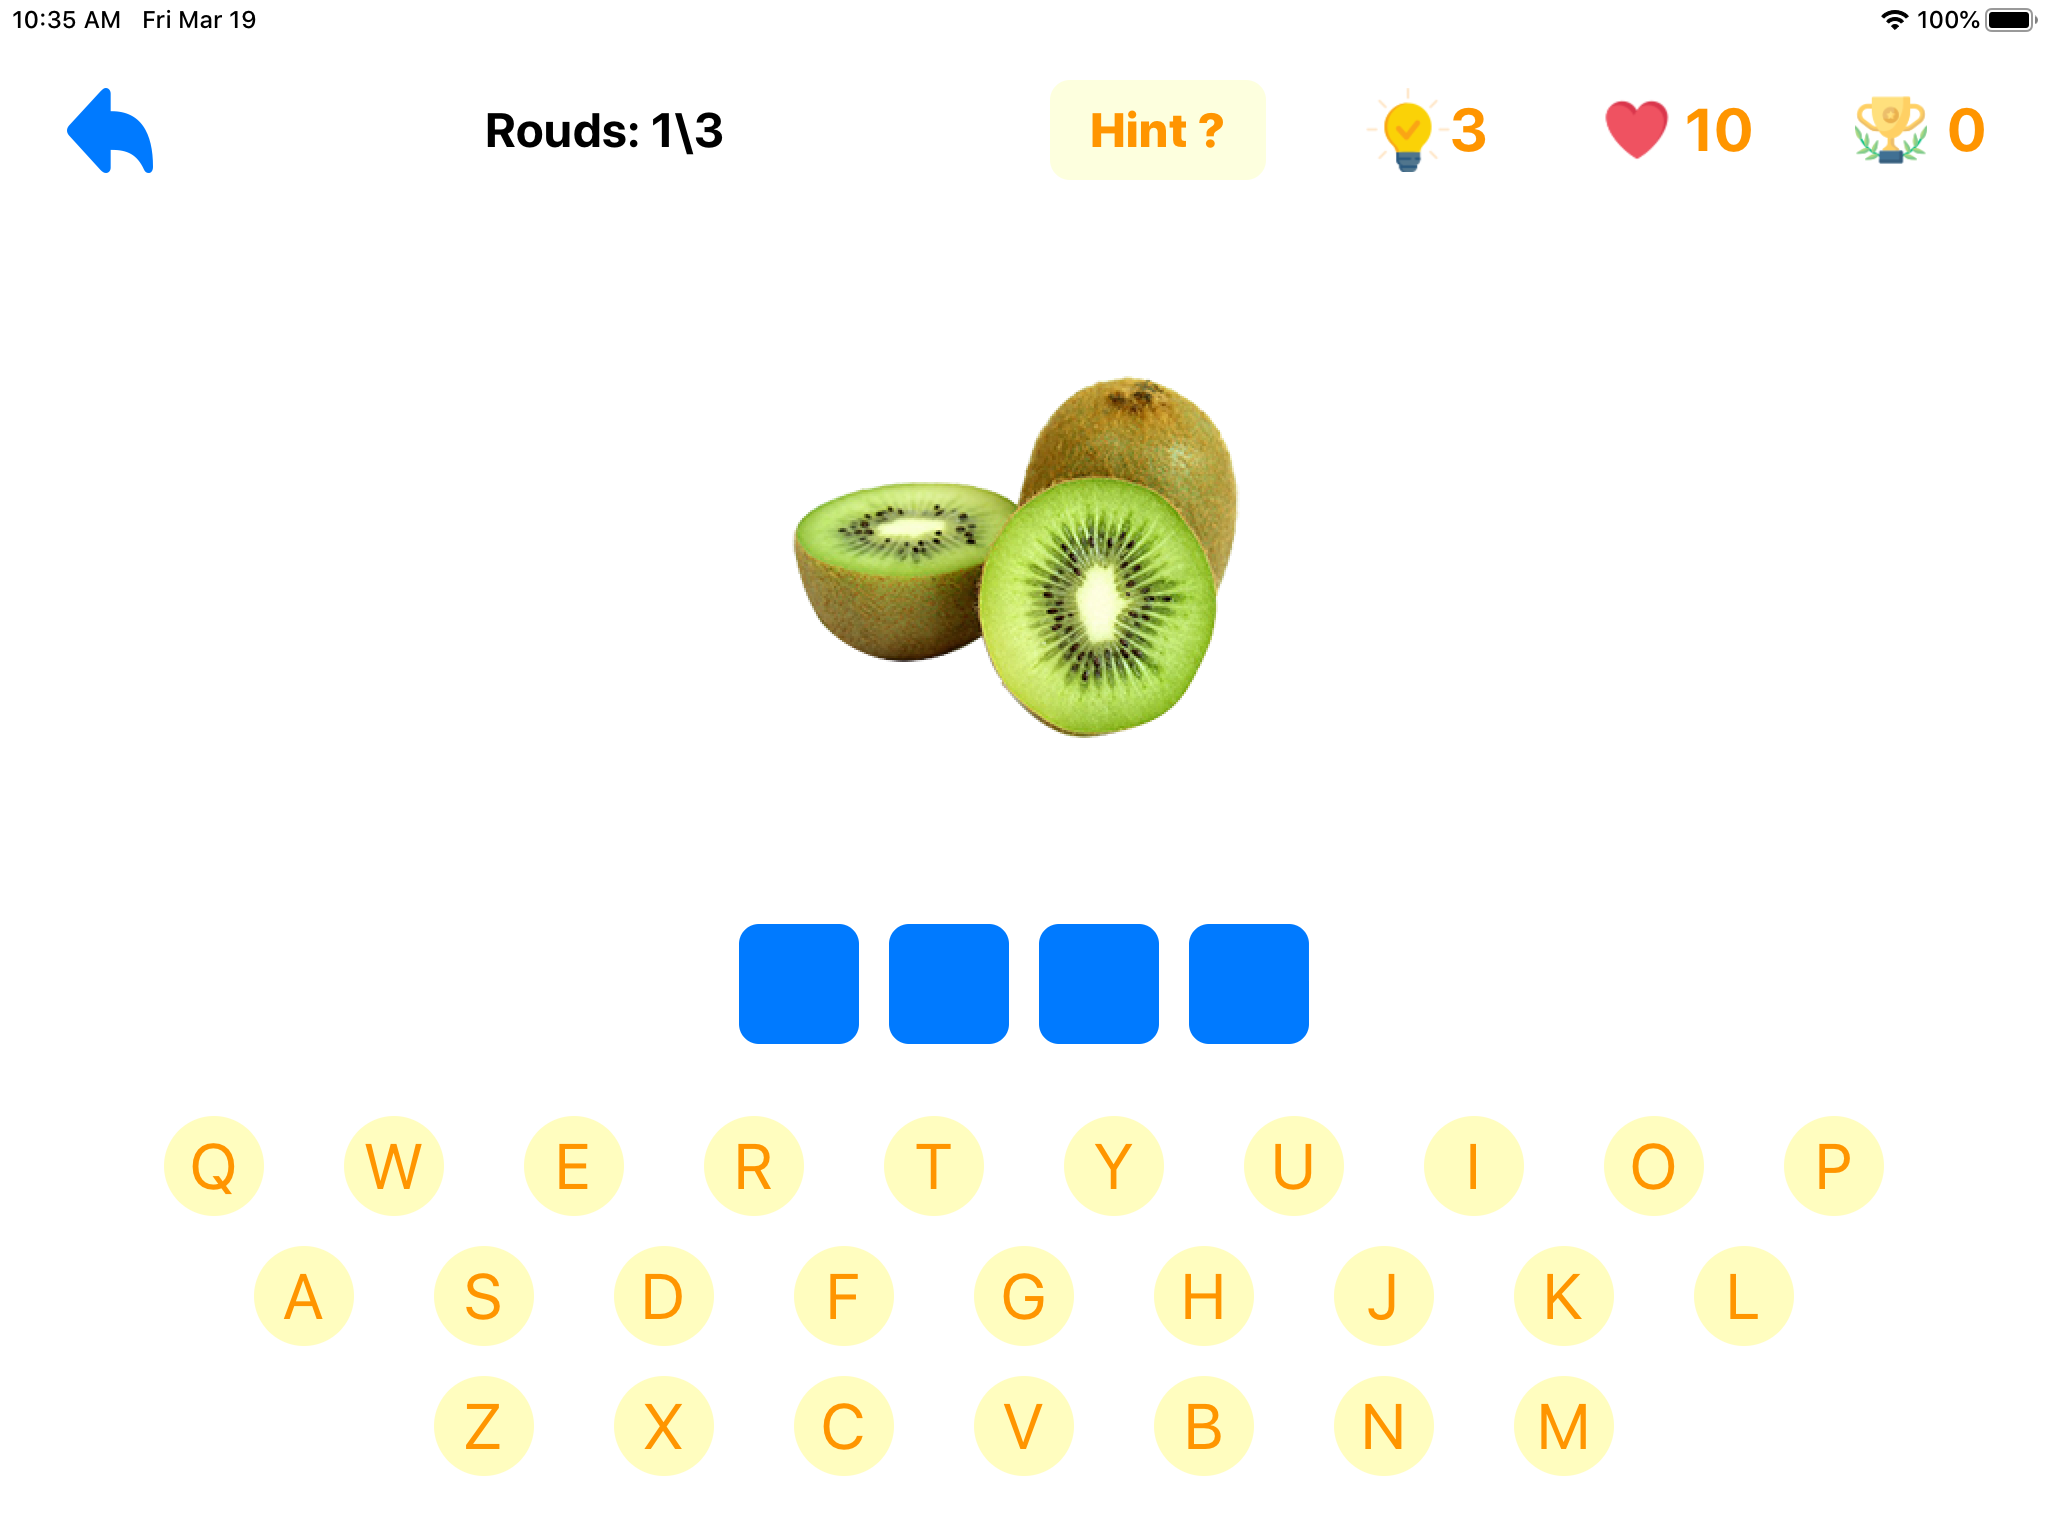 10:35 AM Fri Mar 19 100%
Rouds: 1\3 Hint ? 3 10 0
Q W E R T Y U I O P
A S D F G H J K L
Z X C V B N M